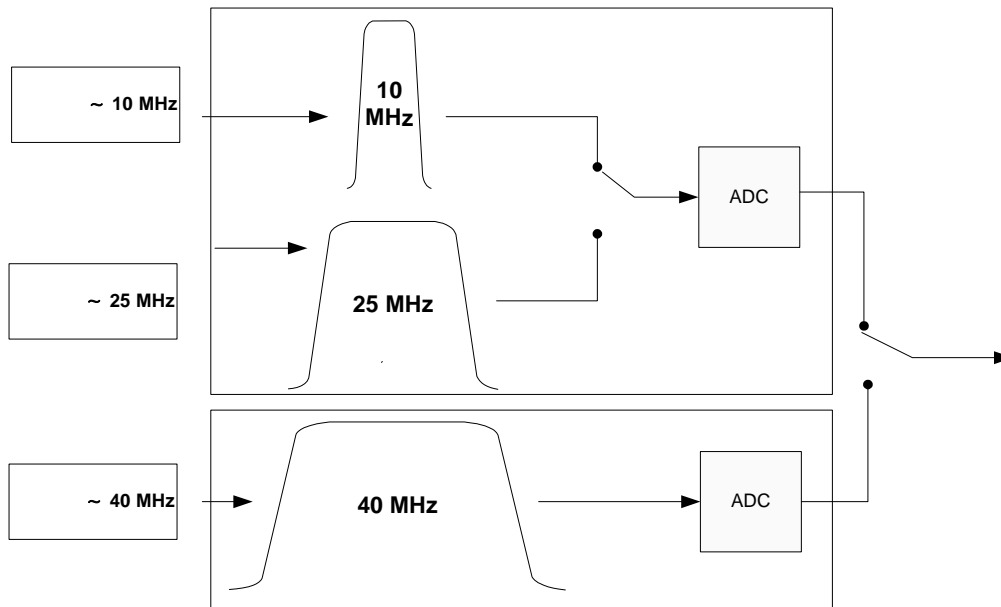 ~ 10 MHz
10
MHz
ADC
~ 25 MHz
25 MHz
~ 40 MHz
40 MHz
ADC